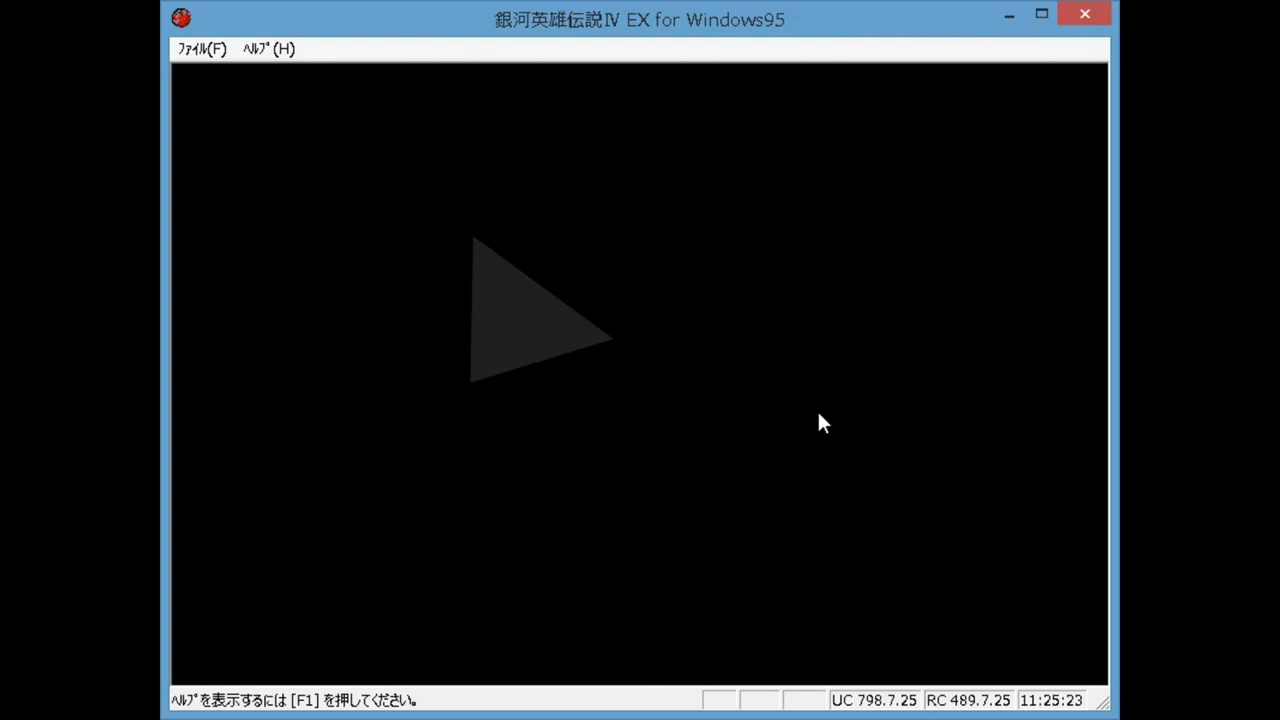 銀河英雄伝説Ⅳ EX for Windows95
ﾌｧｲﾙ(F) ﾍﾙﾌﾟ(H)
ﾍﾙﾌﾟを表示するには [F1] を押してください。 UC 798.7.25 RC 489.7.25 11:25:23